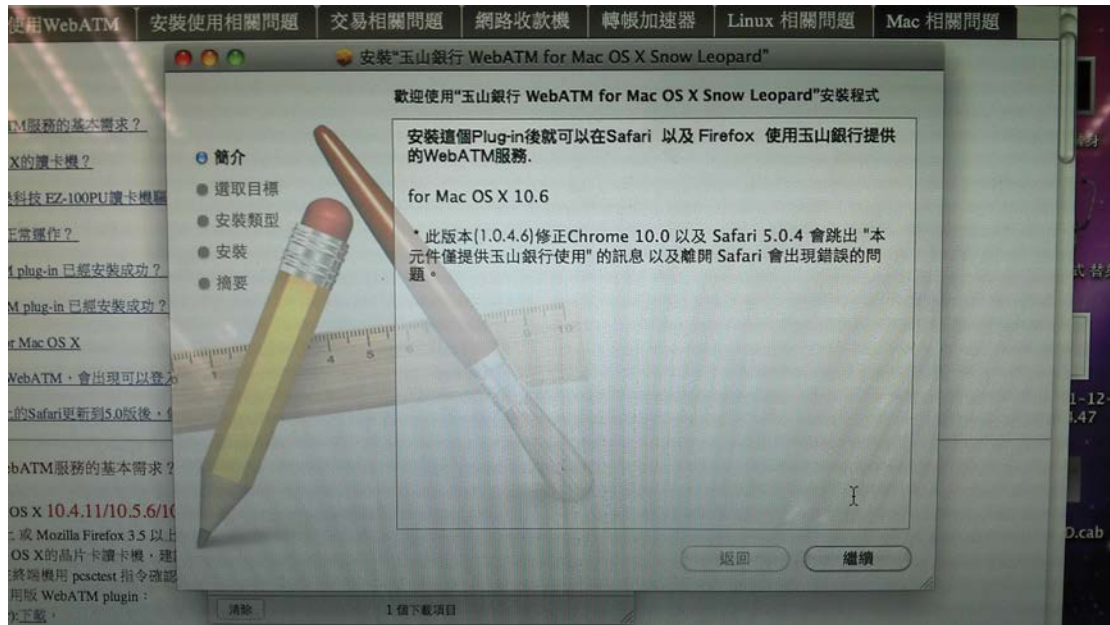 使用WebATM
安裝使用相關問題
交易相關問題
網路收款機
轉帳加速器
Linux 相關問題
Mac 相關問題
安裝"玉山銀行 WebATM for Mac OS X Snow Leopard"
歡迎使用"玉山銀行 WebATM for Mac OS X Snow Leopard"安裝程式
簡介
選取目標
安裝類型
安裝
摘要
安裝這個Plug-in後就可以在Safari 以及 Firefox 使用玉山銀行提供
的WebATM服務.
for Mac OS X 10.6
* 此版本(1.0.4.6)修正Chrome 10.0 以及 Safari 5.0.4 會跳出 "本
元件僅提供玉山銀行使用" 的訊息 以及離開 Safari 會出現錯誤的問
題。
返回
繼續
TM服務的基本需求?
X的讀卡機?
科技 EZ-100PU讀卡機
正常運作?
plug-in 已經安裝成功?
M plug-in 已經安裝成功?
Mac OS X
WebATM,會出現可以登入
的Safari更新到5.0版後,
bATM服務的基本需求?
OS X 10.4.11/10.5.6/10
或 Mozilla Firefox 3.5 以上
OS X的晶片卡讀卡機,建
終端機用 pcsctest 指令確認
用版 WebATM plugin:
下載。
清除
1 個下載項目
1-12-
.47
D.cab